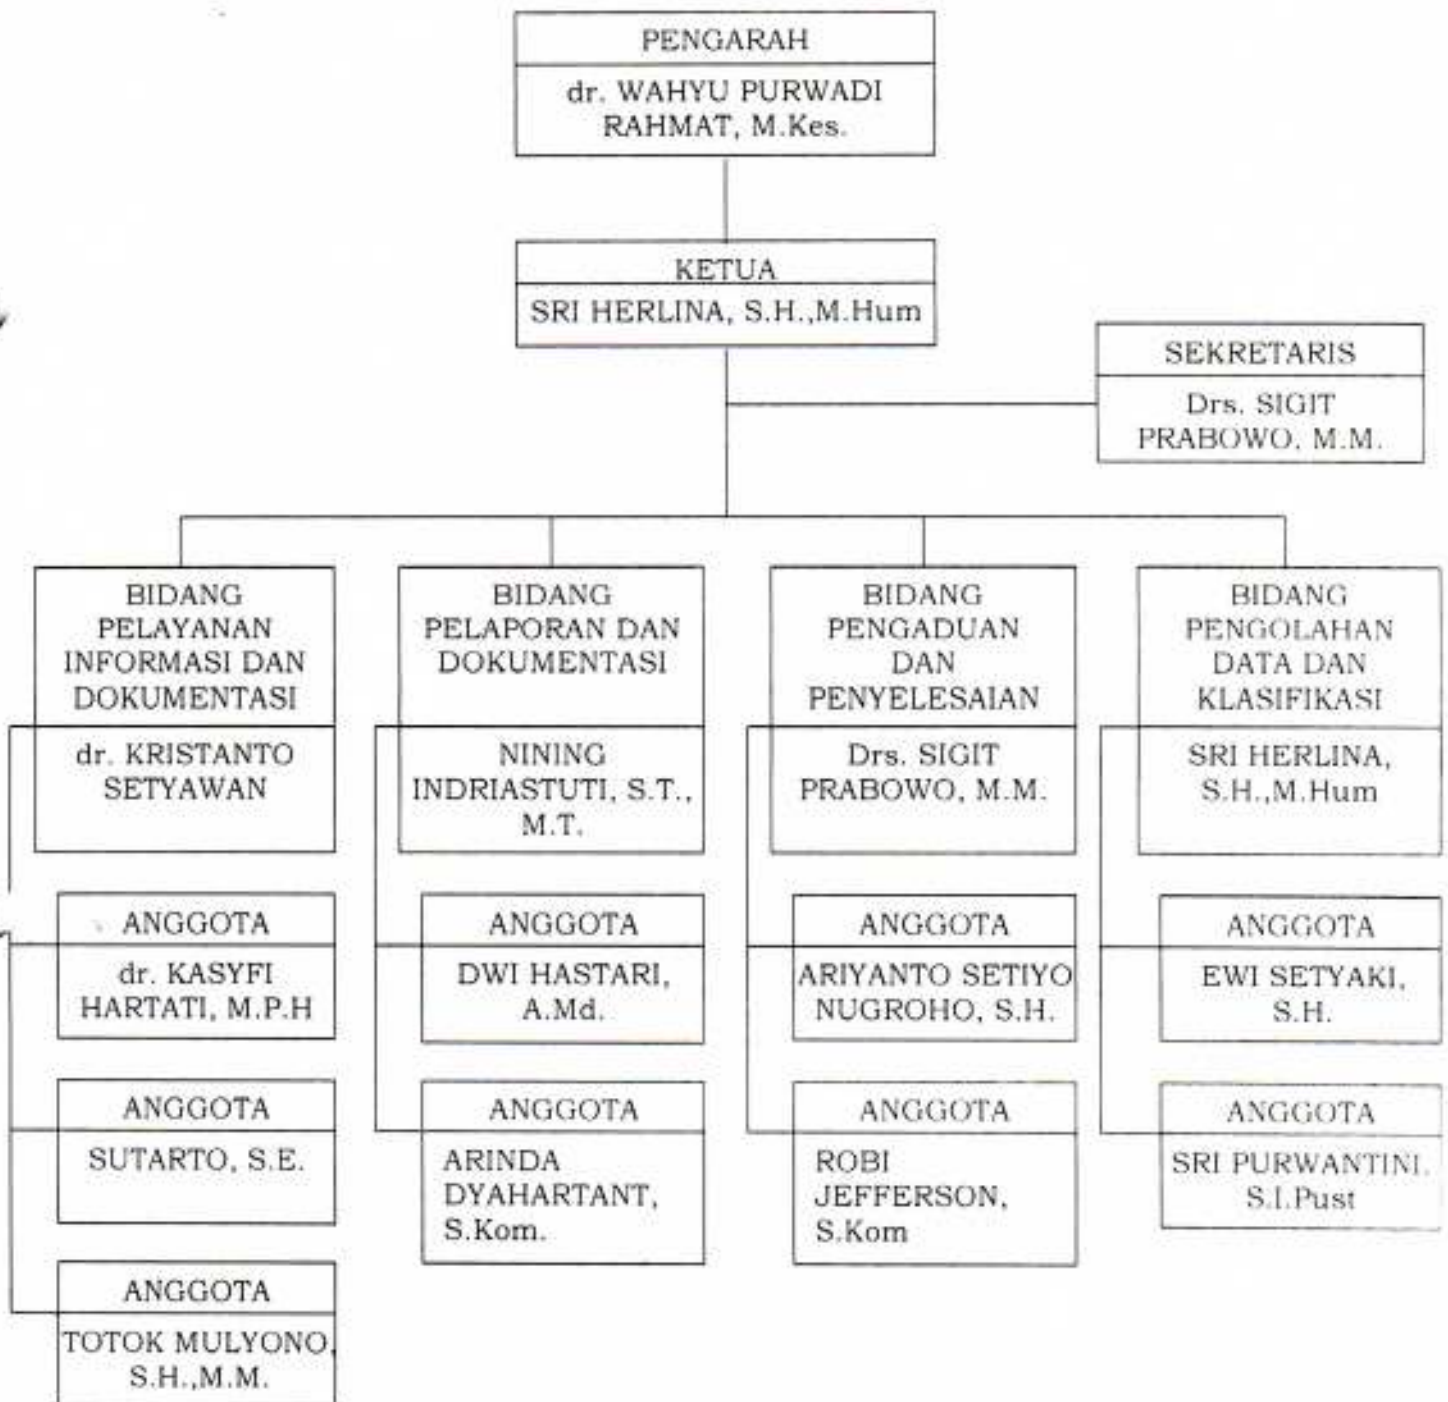 PENGARAH
dr. WAHYU PURWADI
RAHMAT, M.Kes.
KETUA
SRI HERLINA, S.H.,M.Hum
SEKRETARIS
Drs. SIGIT
PRABOWO, M.M.
BIDANG
PELAYANAN
INFORMASI DAN
DOKUMENTASI
dr. KRISTANTO
SETYAWAN
ANGGOTA
dr. KASYFI
HARTATI, M.P.H
ANGGOTA
SUTARTO, S.E.
ANGGOTA
TOTOK MULYONO,
S.H.,M.M.
BIDANG
PELAPORAN DAN
DOKUMENTASI
NINING
INDRIASTUTI, S.T.,
M.T.
ANGGOTA
DWI HASTARI,
A.Md.
ANGGOTA
ARINDA
DYAHARTANT,
S.Kom.
BIDANG
PENGADUAN
DAN
PENYELESAIAN
Drs. SIGIT
PRABOWO, M.M.
ANGGOTA
ARIYANTO SETIYO
NUGROHO, S.H.
ANGGOTA
ROBI
JEFFERSON,
S.Kom
BIDANG
PENGOLAHAN
DATA DAN
KLASIFIKASI
SRI HERLINA,
S.H.,M.Hum
ANGGOTA
EWI SETYAKI,
S.H.
ANGGOTA
SRI PURWANTINI.
S.I.Pust